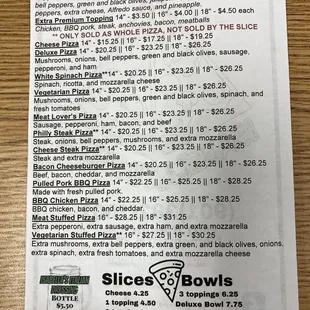 bell peppers, green and black olives,
peppers, extra cheese, Alfredo sauce, and pineapple.
Extra Premium Topping 14" - $3.50 || 16" - $4.00 || 18" - $4.50 each
Chicken, BBQ pork, steak, anchovies, bacon, meatballs
** ONLY SOLD AS WHOLE PIZZA, NOT SOLD BY THE SLICE
Cheese Pizza 14" - $15.25 || 16" - $17.25 || 18" - $19.25
Deluxe Pizza 14" - $20.25 || 16" - $23.25 || 18" - $26.25
Mushrooms, onions, bell peppers, green and black olives, sausage,
pepperoni, and ham
White Spinach Pizza**14" - $20.25 || 16" - $23.25 || 18" - $26.25
Spinach, ricotta, and mozzarella cheese
Vegetarian Pizza 14" - $20.25 || 16" - $23.25 || 18" - $26.25
Mushrooms, onions, bell peppers, green and black olives, spinach, and
fresh tomatoes
Meat Lover's Pizza 14" - $20.25 || 16" - $23.25 || 18" - $26.25
Sausage, pepperoni, ham, bacon, and beef
Philly Steak Pizza** 14" - $20.25 || 16" - $23.25 || 18" - $26.25
Steak, onions, bell peppers, mushrooms, and extra mozzarella
Cheese Steak Pizza** 14" - $20.25 || 16" - $23.25 || 18" - $26.25
Steak and extra mozzarella
Bacon Cheeseburger Pizza 14" - $20.25 || 16" - $23.25 || 18" - $26.25
Beef, bacon, cheddar, and mozzarella
Pulled Pork BBQ Pizza 14" - $22.25 || 16" - $25.25 || 18" - $28.25
Made with fresh pulled pork.
BBQ Chicken Pizza 14" - $22.25 || 16" - $25.25 || 18" - $28.25
BBQ chicken, bacon, and cheddar.
Meat Stuffed Pizza 16" - $28.25 || 18" - $31.25
Extra pepperoni, extra sausage, extra ham, and extra mozzarella
Vegetarian Stuffed Pizza** 16" - $27.25 || 18" - $30.25
Extra mushrooms, extra bell peppers, extra green, and black olives, onions,
extra spinach, extra fresh tomatoes, and extra mozzarella cheese
Slices Bowls
Cheese 4.25 3 toppings 6.25
1 topping 4.50 Deluxe Bowl 7.75
BOTTLE
$5.50